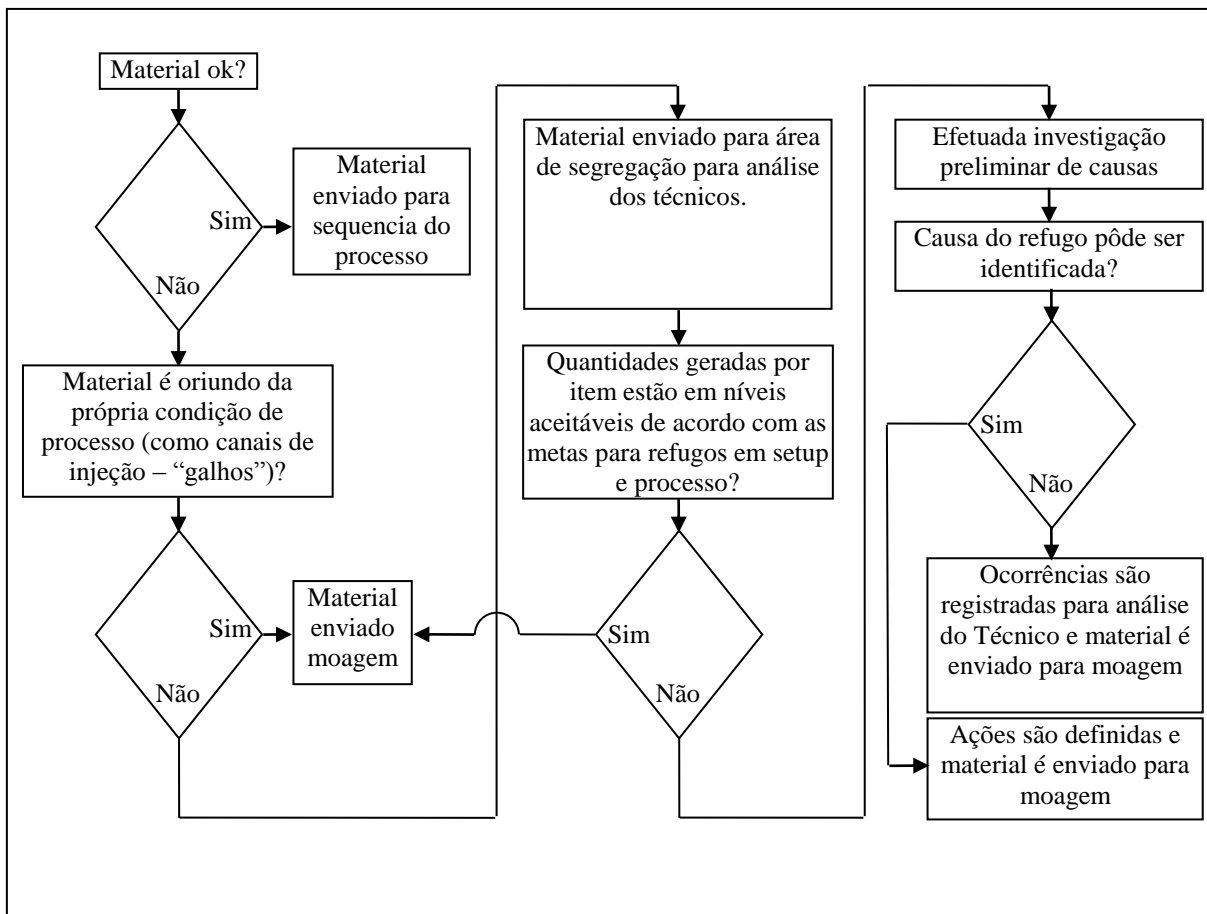 Material ok?
Sim
Não
Material
enviado para
sequencia do
processo
Material é oriundo da
própria condição de
processo (como canais de
injeção – “galhos”)?
Sim
Não
Material
enviado
moagem
Material enviado para área
de segregação para análise
dos técnicos.
Quantidades geradas por
item estão em níveis
aceitáveis de acordo com as
metas para refugos em setup
e processo?
Sim
Não
Efetuada investigação
preliminar de causas
Causa do refugo pôde ser
identificada?
Sim
Não
Ocorrências são
registradas para análise
do Técnico e material é
enviado para moagem
Ações são definidas e
material é enviado para
moagem